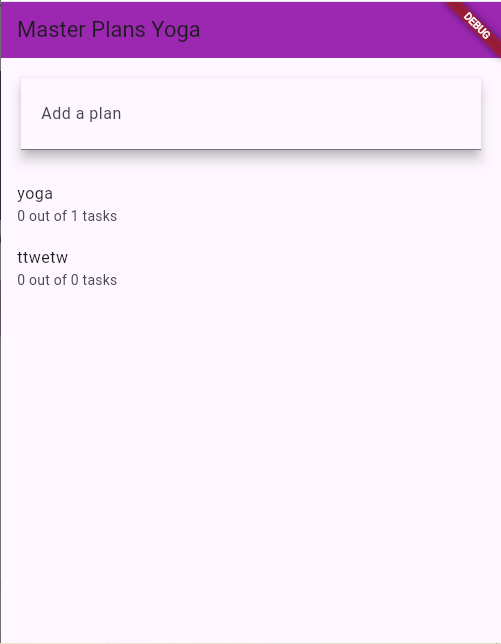 Master Plans Yoga
DEBUG
Add a plan
yoga
0 out of 1 tasks
ttwetw
0 out of 0 tasks